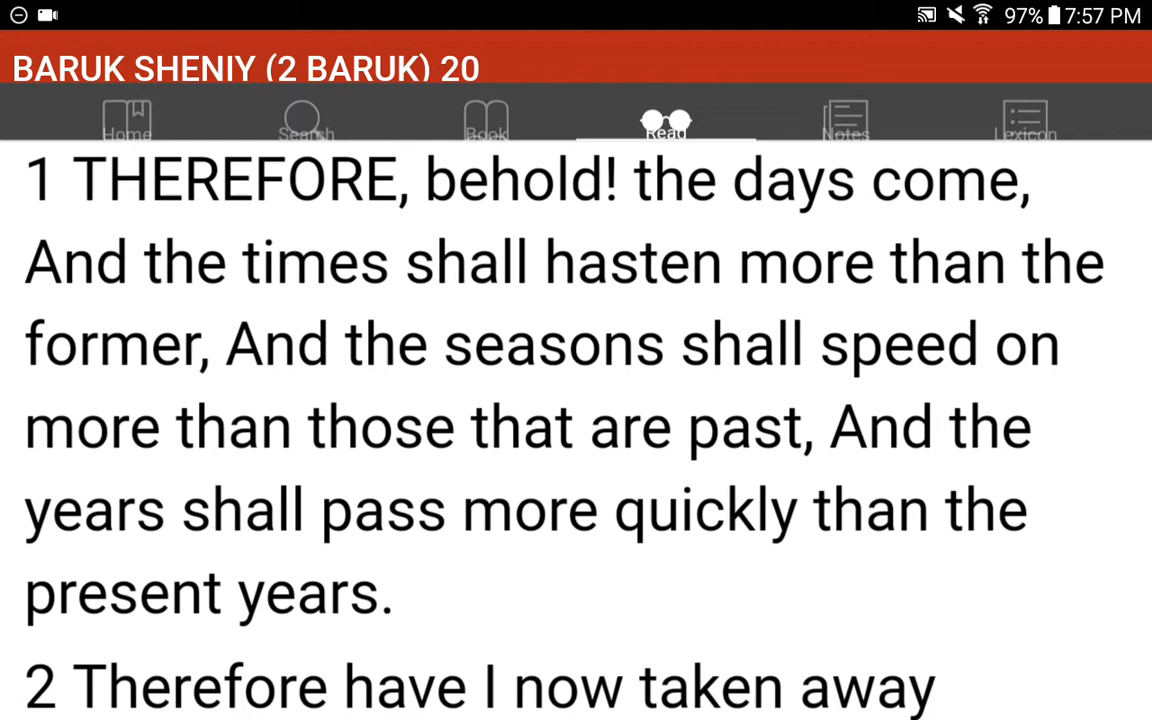 97% 7:57 PM
BARUK SHENIY (2 BARUK) 20
Home Search Book Read Notes Lexicon
1 THEREFORE, behold! the days come,
And the times shall hasten more than the
former, And the seasons shall speed on
more than those that are past, And the
years shall pass more quickly than the
present years.
2 Therefore have I now taken away